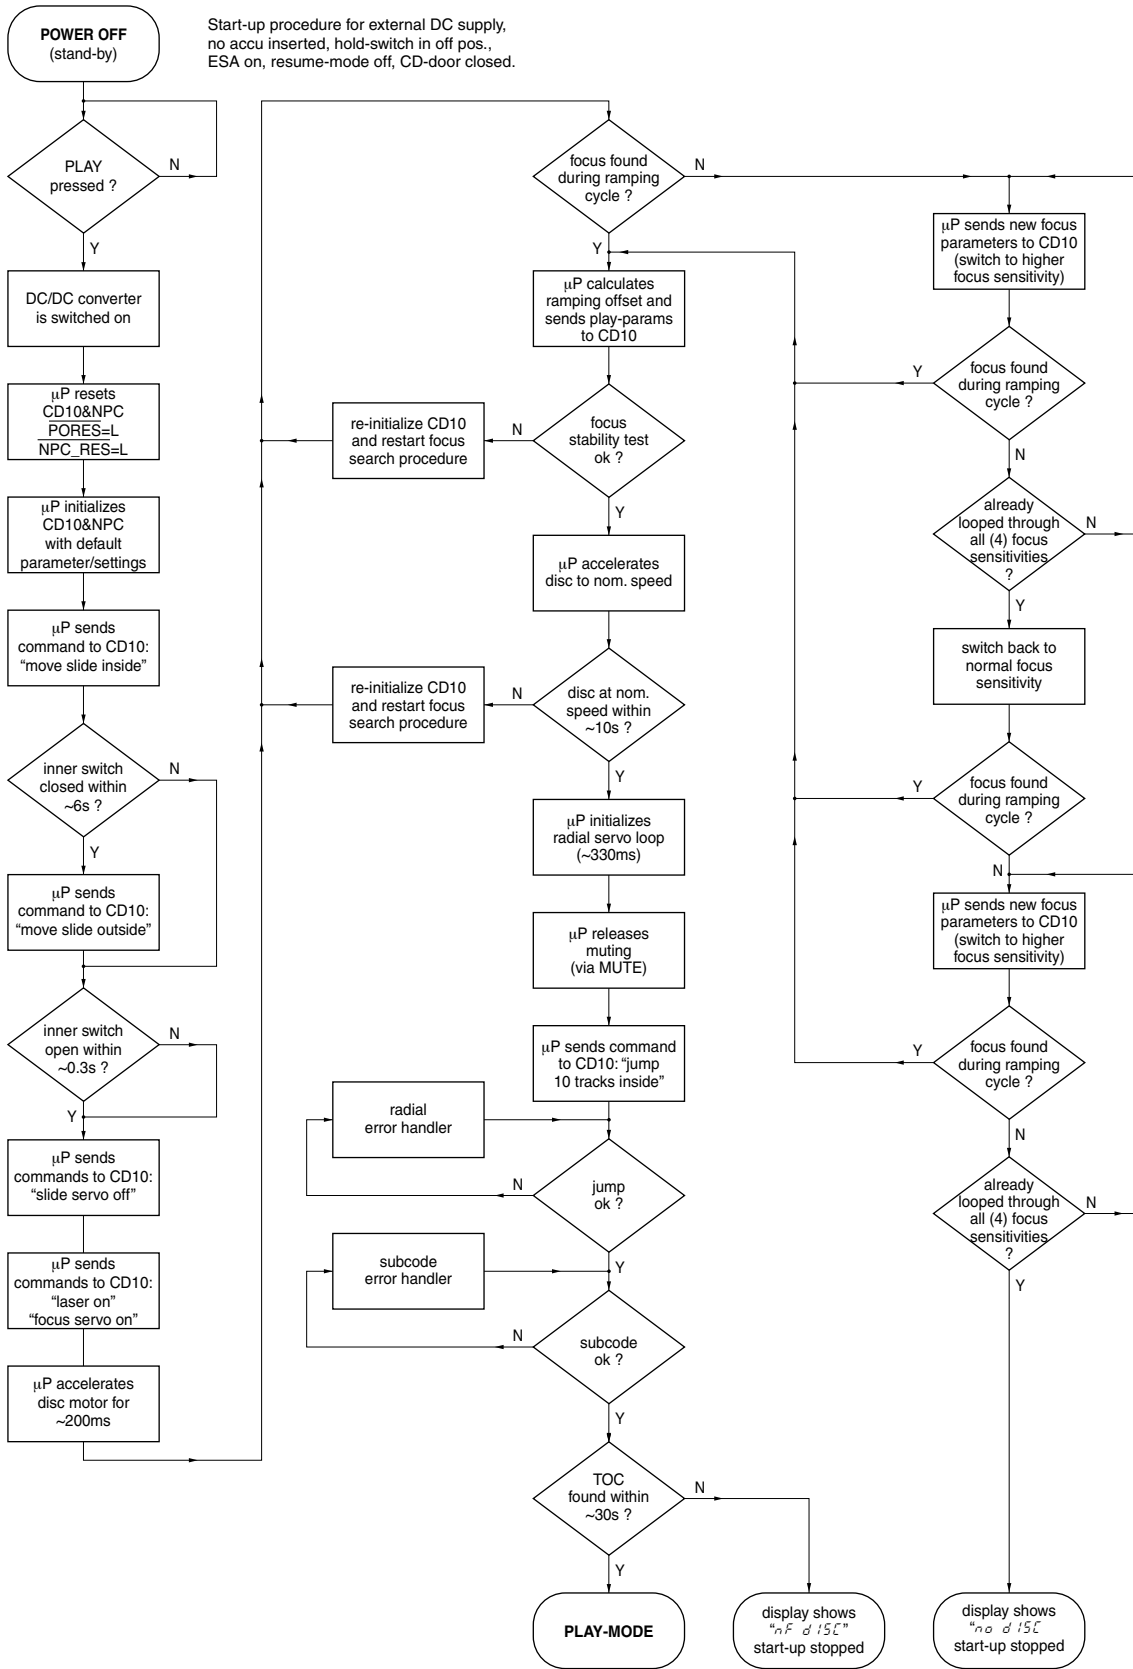 POWER OFF
(stand-by)
Start-up procedure for external DC supply,
no accu inserted, hold-switch in off pos.,
ESA on, resume-mode off, CD-door closed.
PLAY
pressed ?
N
Y
DC/DC converter
is switched on
µP resets
CD10&NPC
PORES=L
NPC_RES=L
µP initializes
CD10&NPC
with default
parameter/settings
µP sends
command to CD10:
“move slide inside”
inner switch
closed within
~6s ?
N
Y
µP sends
command to CD10:
“move slide outside”
inner switch
open within
~0.3s ?
N
Y
µP sends
commands to CD10:
“slide servo off”
µP sends
commands to CD10:
“laser on”
“focus servo on”
µP accelerates
disc motor for
~200ms
focus found
during ramping
cycle ?
N
Y
µP calculates
ramping offset and
sends play-params
to CD10
focus
stability test
ok ?
N
re-initialize CD10
and restart focus
search procedure
Y
µP accelerates
disc to nom. speed
disc at nom.
speed within
~10s ?
N
re-initialize CD10
and restart focus
search procedure
Y
µP initializes
radial servo loop
(~330ms)
µP releases
muting
(via MUTE)
µP sends command
to CD10: “jump
10 tracks inside”
radial
error handler
jump
ok ?
N
Y
subcode
error handler
subcode
ok ?
N
Y
TOC
found within
~30s ?
N
Y
PLAY-MODE
display shows
“nF dISC”
start-up stopped
µP sends new focus
parameters to CD10
(switch to higher
focus sensitivity)
focus found
during ramping
cycle ?
Y
N
already
looped through
all (4) focus
sensitivities
?
N
Y
switch back to
normal focus
sensitivity
focus found
during ramping
cycle ?
Y
N
µP sends new focus
parameters to CD10
(switch to higher
focus sensitivity)
focus found
during ramping
cycle ?
Y
N
already
looped through
all (4) focus
sensitivities
?
N
Y
display shows
“no dISC
start-up stopped